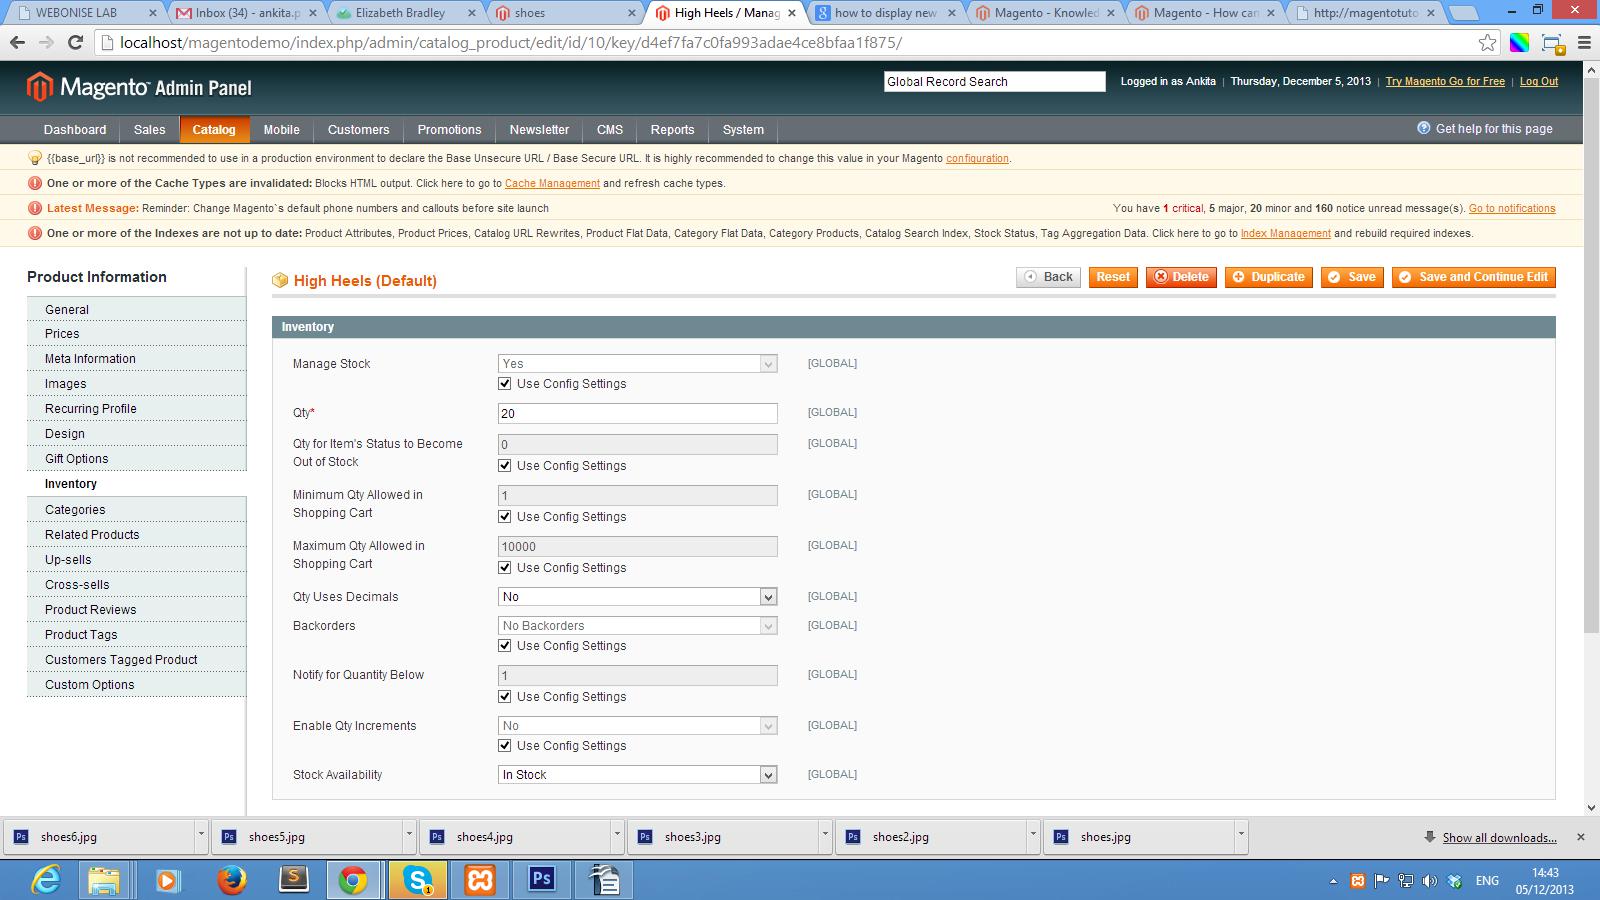 WEBONISE LAB
Inbox (34) - ankita.p
Elizabeth Bradley
shoes
High Heels / Manag
how to display new
Magento - Knowled
Magento - How can
http://magentotuto
localhost/magentodemo/index.php/admin/catalog_product/edit/id/10/key/d4ef7fa7c0fa993adae4ce8bfaa1f875/
Magento Admin Panel
Global Record Search
Logged in as Ankita | Thursday, December 5, 2013 | Try Magento Go for Free | Log Out
Dashboard Sales Catalog Mobile Customers Promotions Newsletter CMS Reports System
Get help for this page
{{base_url}} is not recommended to use in a production environment to declare the Base Unsecure URL / Base Secure URL. It is highly recommended to change this value in your Magento configuration.
One or more of the Cache Types are invalidated: Blocks HTML output. Click here to go to Cache Management and refresh cache types.
Latest Message: Reminder: Change Magento`s default phone numbers and callouts before site launch
You have 1 critical, 5 major, 20 minor and 160 notice unread message(s). Go to notifications
One or more of the Indexes are not up to date: Product Attributes, Product Prices, Catalog URL Rewrites, Product Flat Data, Category Flat Data, Category Products, Catalog Search Index, Stock Status, Tag Aggregation Data. Click here to go to Index Management and rebuild required indexes.
Product Information
General
Prices
Meta Information
Images
Recurring Profile
Design
Gift Options
Inventory
Categories
Related Products
Up-sells
Cross-sells
Product Reviews
Product Tags
Customers Tagged Product
Custom Options
High Heels (Default)
Back Reset Delete Duplicate Save Save and Continue Edit
Inventory
Manage Stock Yes [GLOBAL]
Use Config Settings
Qty* 20 [GLOBAL]
Qty for Item's Status to Become 0 [GLOBAL]
Out of Stock Use Config Settings
Minimum Qty Allowed in 1 [GLOBAL]
Shopping Cart Use Config Settings
Maximum Qty Allowed in 10000 [GLOBAL]
Shopping Cart Use Config Settings
Qty Uses Decimals No [GLOBAL]
Backorders No Backorders [GLOBAL]
Use Config Settings
Notify for Quantity Below 1 [GLOBAL]
Use Config Settings
Enable Qty Increments No [GLOBAL]
Use Config Settings
Stock Availability In Stock [GLOBAL]
Ps shoes6.jpg
Ps shoes5.jpg
Ps shoes4.jpg
Ps shoes3.jpg
Ps shoes2.jpg
Ps shoes.jpg
Show all downloads...
S 1
Ps
ENG
14:43
05/12/2013